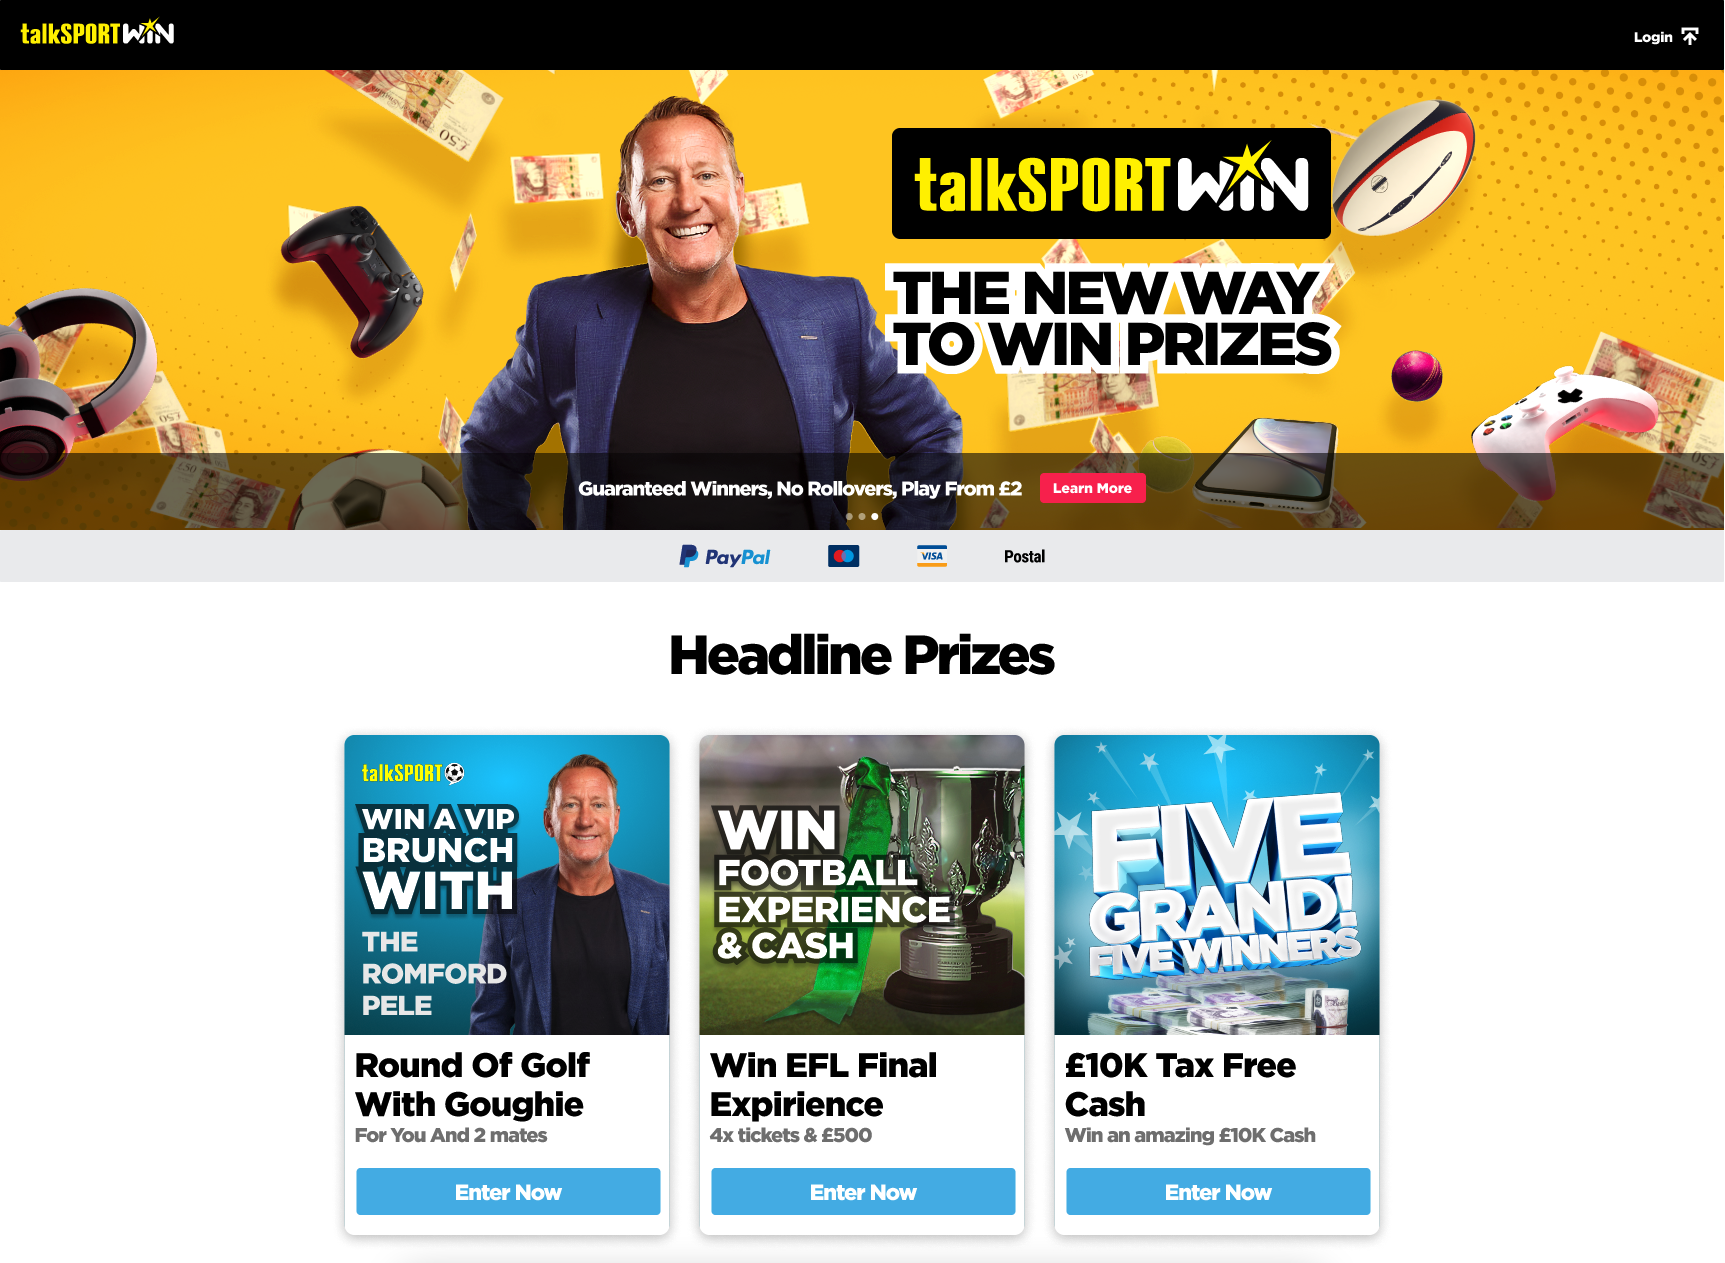 talkSPORT WIN
Login
talkSPORT WIN
THE NEW WAY
TO WIN PRIZES
Guaranteed Winners, No Rollovers, Play From £2
Learn More
PayPal
VISA
Postal
Headline Prizes
talkSPORT
WIN A VIP
BRUNCH
WITH
THE
ROMFORD
PELE
Round Of Golf
With Goughie
For You And 2 mates
Enter Now
WIN
FOOTBALL
EXPERIENCE
& CASH
Win EFL Final
Expirience
4x tickets & £500
Enter Now
FIVE
GRAND!
FIVE WINNERS
£10K Tax Free
Cash
Win an amazing £10K Cash
Enter Now